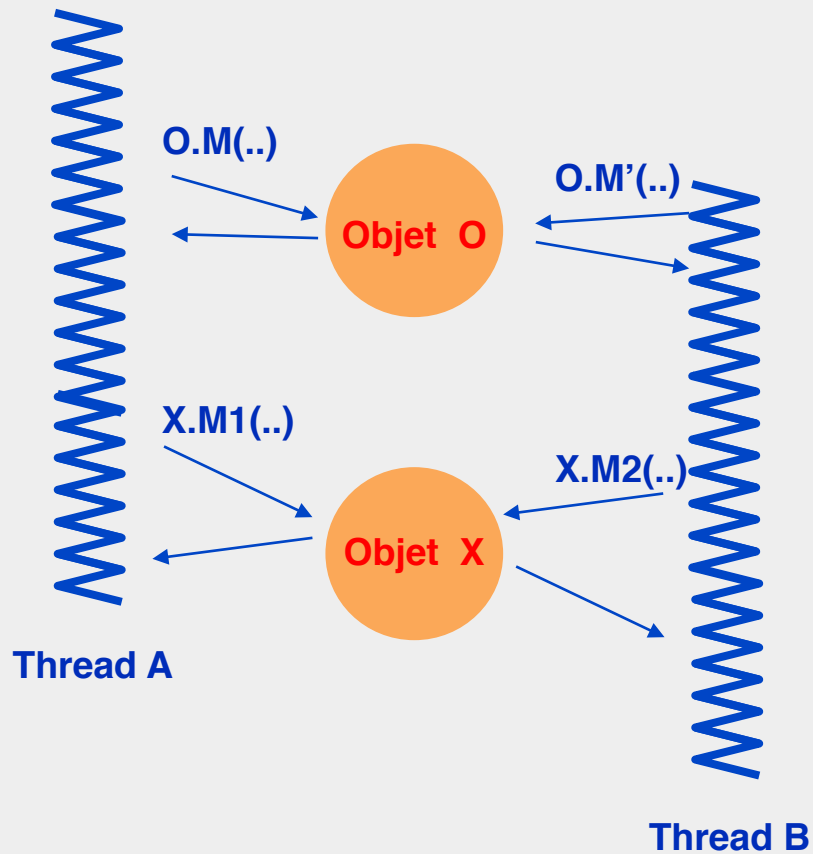 O.M(..)
O.M’(..)
Objet O
X.M1(..)
X.M2(..)
Objet X
Thread A
Thread B